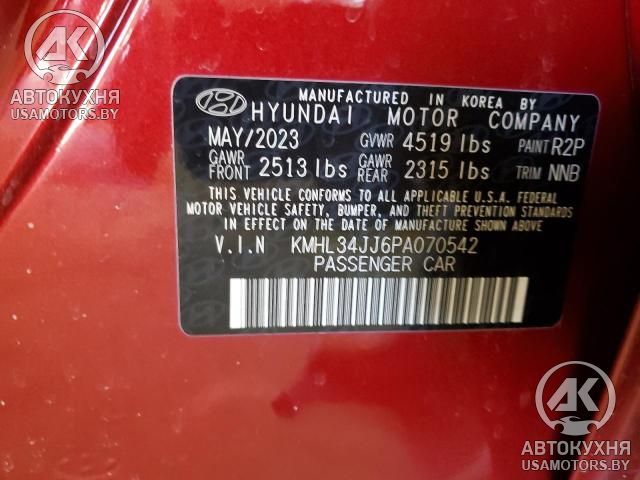 AK
АВТОКУХНЯ
USAMOTORS.BY
MANUFACTURED IN KOREA BY
HYUNDAI MOTOR COMPANY
MAY/2023 GVWR 4519 lbs PAINT R2P
GAWR FRONT 2513 lbs GAWR REAR 2315 lbs TRIM NNB
THIS VEHICLE CONFORMS TO ALL APPLICABLE U.S.A. FEDERAL
MOTOR VEHICLE SAFETY, BUMPER, AND THEFT PREVENTION STANDARDS
IN EFFECT ON THE DATE OF MANUFACTURE SHOWN ABOVE.
V.I.N KMHL34JJ6PA070542
PASSENGER CAR
AK
АВТОКУХНЯ
USAMOTORS.BY